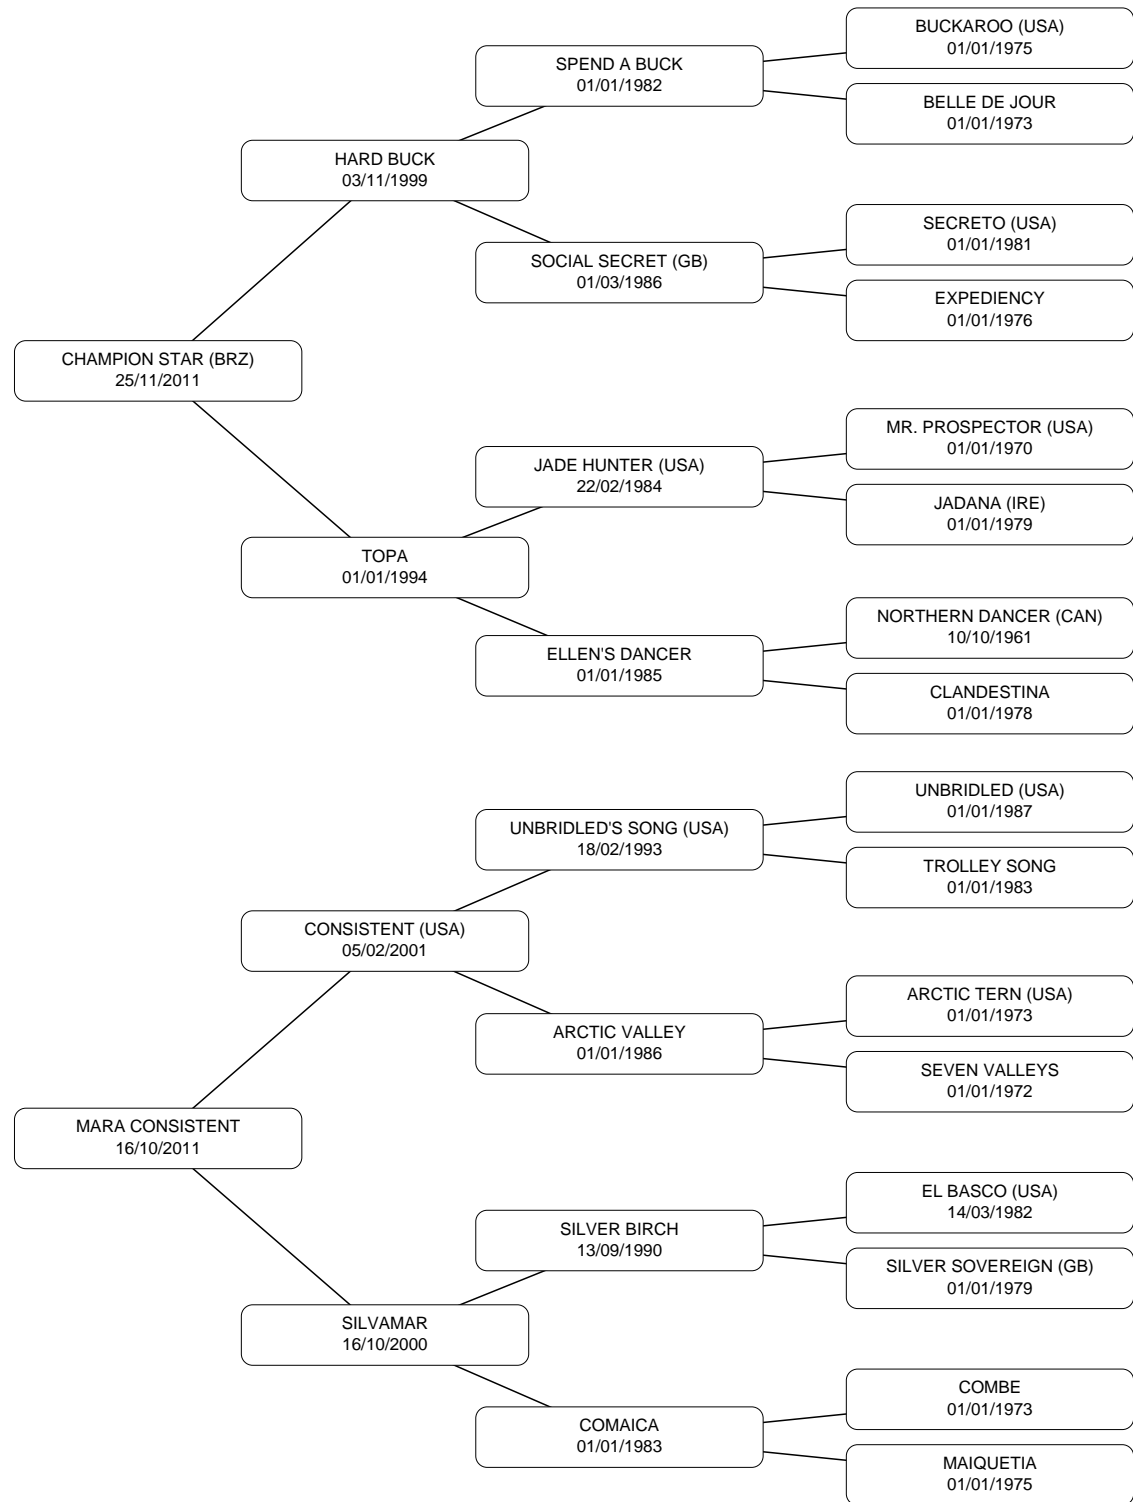 BUCKAROO (USA)
01/01/1975
SPEND A BUCK
01/01/1982
BELLE DE JOUR
01/01/1973
HARD BUCK
03/11/1999
SECRETO (USA)
01/01/1981
SOCIAL SECRET (GB)
01/03/1986
EXPEDIENCY
01/01/1976
CHAMPION STAR (BRZ)
25/11/2011
MR. PROSPECTOR (USA)
01/01/1970
JADE HUNTER (USA)
22/02/1984
JADANA (IRE)
01/01/1979
TOPA
01/01/1994
NORTHERN DANCER (CAN)
10/10/1961
ELLEN'S DANCER
01/01/1985
CLANDESTINA
01/01/1978
UNBRIDLED (USA)
01/01/1987
UNBRIDLED'S SONG (USA)
18/02/1993
TROLLEY SONG
01/01/1983
CONSISTENT (USA)
05/02/2001
ARCTIC TERN (USA)
01/01/1973
ARCTIC VALLEY
01/01/1986
SEVEN VALLEYS
01/01/1972
MARA CONSISTENT
16/10/2011
EL BASCO (USA)
14/03/1982
SILVER BIRCH
13/09/1990
SILVER SOVEREIGN (GB)
01/01/1979
SILVAMAR
16/10/2000
COMBE
01/01/1973
COMAICA
01/01/1983
MAIQUETIA
01/01/1975